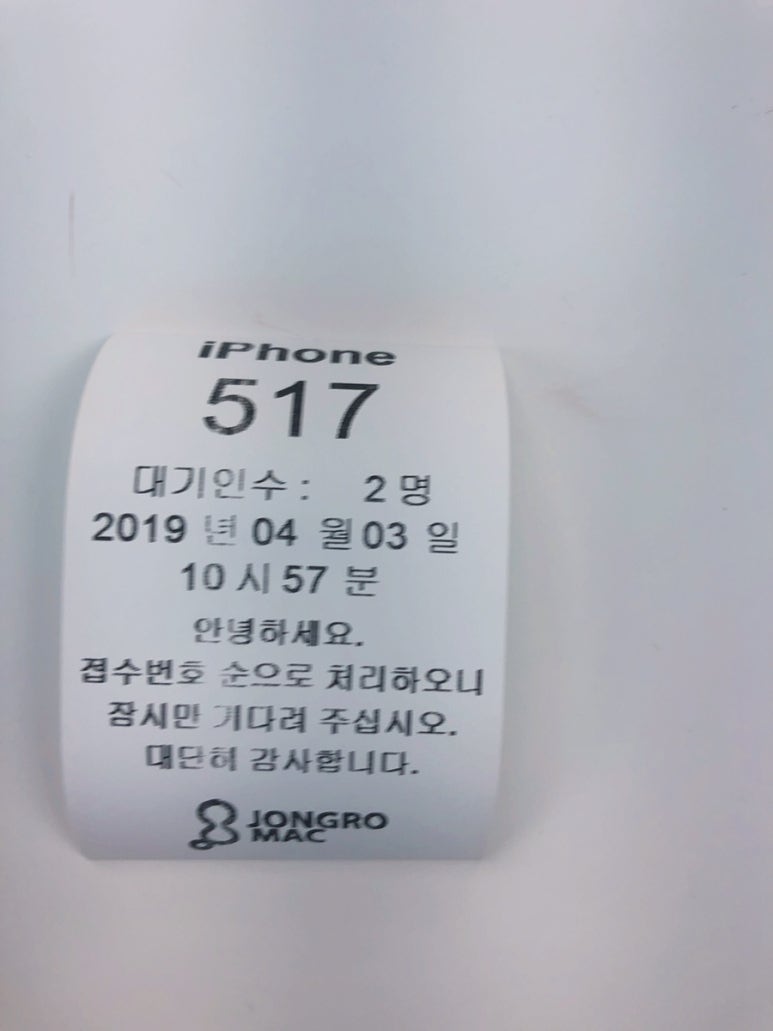 iPhone
517
대기인수 : 2 명
2019 년 04 월 03 일
10 시 57 분
안녕하세요.
접수번호 순으로 처리하오니
잠시만 기다려 주십시오.
대단히 감사합니다.
JONGRO
MAC